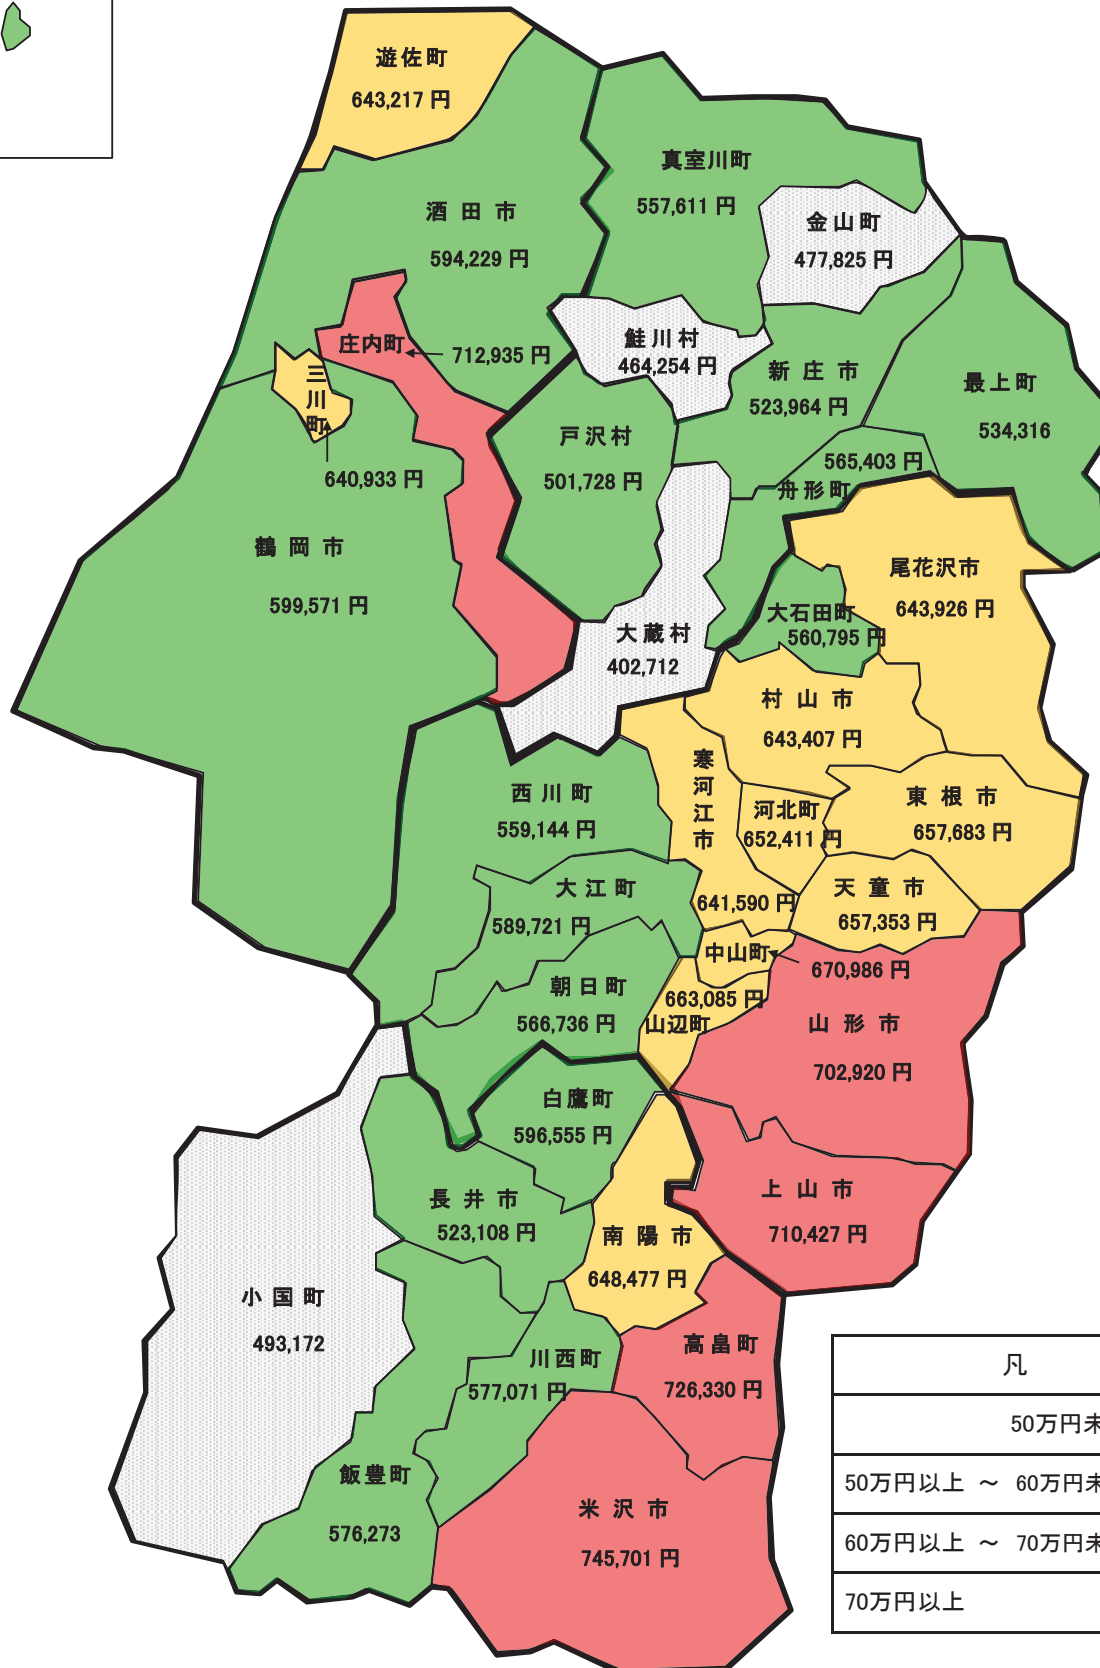 遊佐町
643,217 円
真室川町
557,611 円
酒田市
594,229 円
金山町
477,825 円
庄内町
712,935 円
鮭川村
464,254 円
新庄市
523,964 円
最上町
534,316
三川町
640,933 円
戸沢村
501,728 円
565,403 円
舟形町
鶴岡市
599,571 円
尾花沢市
643,926 円
大石田町
560,795 円
大蔵村
402,712
村山市
643,407 円
寒河江市
641,590 円
西川町
559,144 円
河北町
652,411 円
東根市
657,683 円
大江町
589,721 円
天童市
657,353 円
中山町
670,986 円
朝日町
566,736 円
663,085 円
山辺町
山形市
702,920 円
白鷹町
596,555 円
長井市
523,108 円
上山市
710,427 円
南陽市
648,477 円
小国町
493,172
川西町
577,071 円
高畠町
726,330 円
飯豊町
576,273
米沢市
745,701 円
凡
50万円未
50万円以上 ～ 60万円未
60万円以上 ～ 70万円未
70万円以上